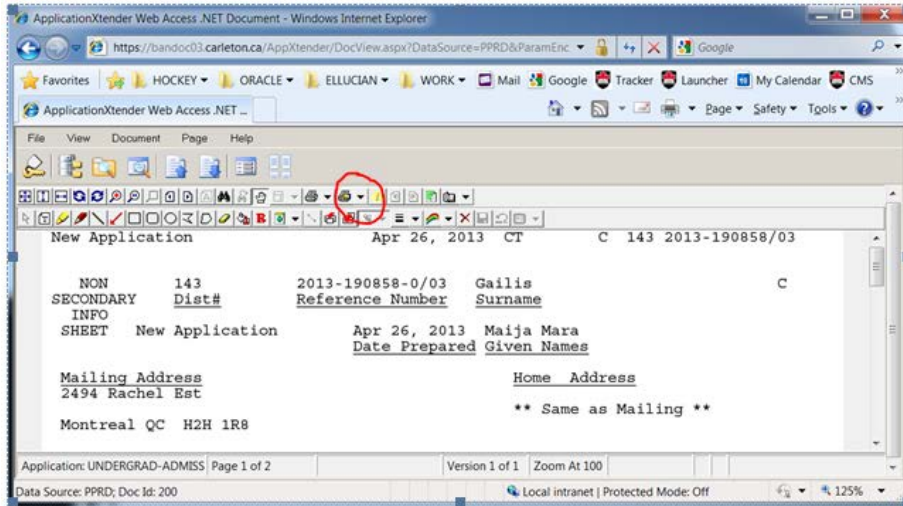 ApplicationXtender Web Access .NET Document - Windows Internet Explorer
https://bandoc03.carleton.ca/AppXtender/DocView.aspx?DataSource=PPRD&ParamEnc Google
Favorites HOCKEY ORACLE ELLUCIAN WORK Mail Google Tracker Launcher My Calendar CMS
ApplicationXtender Web Access .NET ... Page Safety Tools
File View Document Page Help
New Application Apr 26, 2013 CT C 143 2013-190858/03
NON 143 2013-190858-0/03 Gailis C
SECONDARY Dist# Reference Number Surname
INFO
SHEET New Application Apr 26, 2013 Maija Mara
Date Prepared Given Names
Mailing Address Home Address
2494 Rachel Est
** Same as Mailing **
Montreal QC H2H 1R8
Application: UNDERGRAD-ADMISS Page 1 of 2 Version 1 of 1 Zoom At 100
Data Source: PPRD; Doc Id: 200 Local intranet | Protected Mode: Off 125%